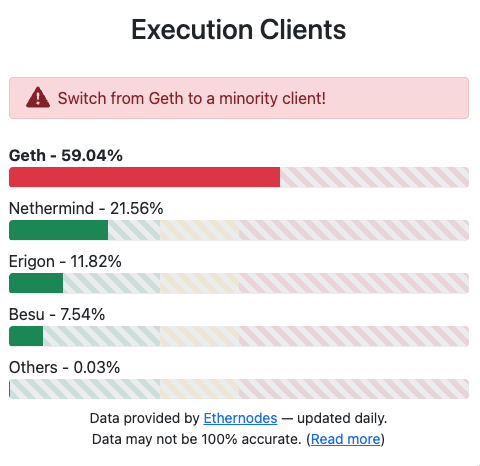 Execution Clients
Switch from Geth to a minority client!
Geth - 59.04%
Nethermind - 21.56%
Erigon - 11.82%
Besu - 7.54%
Others - 0.03%
Data provided by Ethernodes — updated daily.
Data may not be 100% accurate. (Read more)